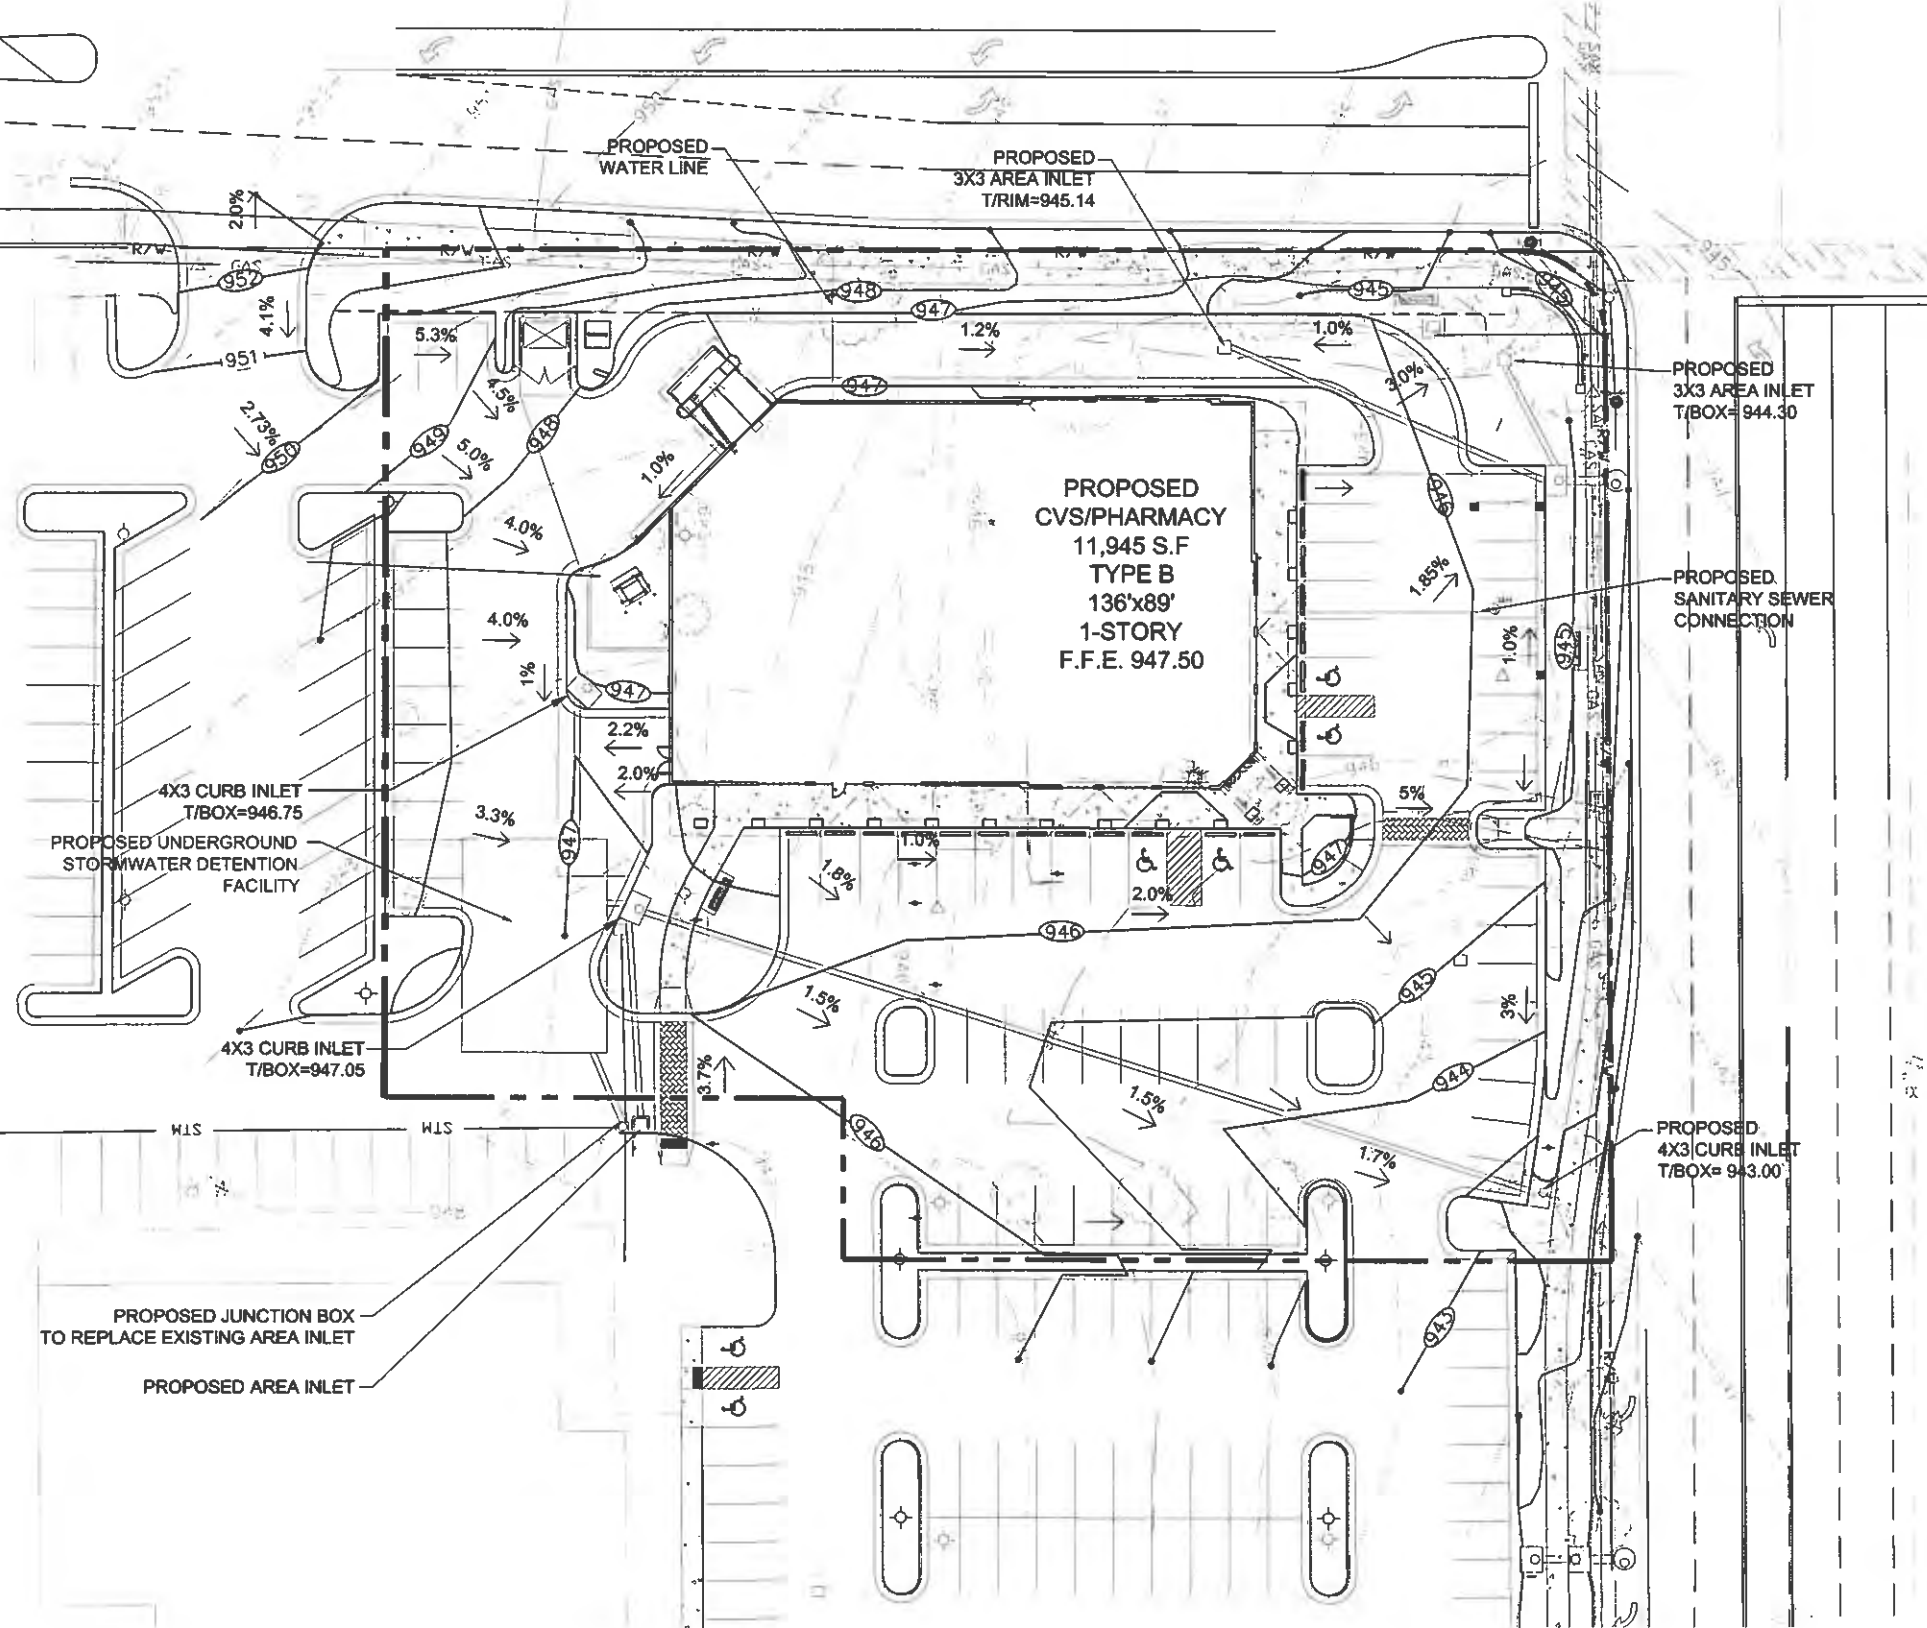 PROPOSED
WATER LINE
PROPOSED
3X3 AREA INLET
T/RIM=945.14
2.0%
R/W
R/W
R/W
R/W
GAS
GAS
952
948
947
945
945
4.1%
951
5.3%
1.2%
1.0%
4.5%
2.73%
950
949
5.0%
948
947
3.0%
PROPOSED
3X3 AREA INLET
T/BOX= 944.30
1.0%
4.0%
946
PROPOSED
CVS/PHARMACY
11,945 S.F
TYPE B
136'x89'
1-STORY
F.F.E. 947.50
1.85%
PROPOSED
SANITARY SEWER
CONNECTION
4.0%
1%
947
1.0%
945
2.2%
2.0%
4X3 CURB INLET
T/BOX=946.75
3.3%
947
5%
PROPOSED UNDERGROUND
STORMWATER DETENTION
FACILITY
1.0%
1.8%
2.0%
947
946
945
1.5%
3%
4X3 CURB INLET
T/BOX=947.05
3.7%
1.5%
944
STM
STM
946
1.7%
PROPOSED
4X3 CURB INLET
T/BOX= 943.00
PROPOSED JUNCTION BOX
TO REPLACE EXISTING AREA INLET
943
PROPOSED AREA INLET